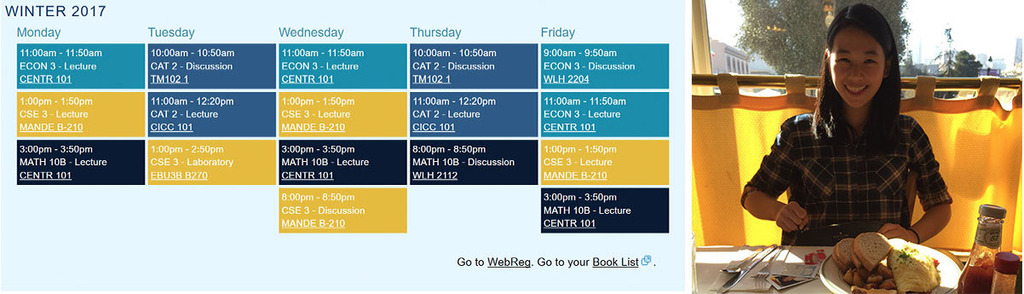 WINTER 2017
Monday
11:00am - 11:50am
ECON 3 - Lecture
CENTR 101
1:00pm - 1:50pm
CSE 3 - Lecture
MANDE B-210
3:00pm - 3:50pm
MATH 10B - Lecture
CENTR 101
Tuesday
10:00am - 10:50am
CAT 2 - Discussion
TM102 1
11:00am - 12:20pm
CAT 2 - Lecture
CICC 101
1:00pm - 2:50pm
CSE 3 - Laboratory
EBU3B B270
Wednesday
11:00am - 11:50am
ECON 3 - Lecture
CENTR 101
1:00pm - 1:50pm
CSE 3 - Lecture
MANDE B-210
3:00pm - 3:50pm
MATH 10B - Lecture
CENTR 101
8:00pm - 8:50pm
CSE 3 - Discussion
MANDE B-210
Thursday
10:00am - 10:50am
CAT 2 - Discussion
TM102 1
11:00am - 12:20pm
CAT 2 - Lecture
CICC 101
8:00pm - 8:50pm
MATH 10B - Discussion
WLH 2112
Friday
9:00am - 9:50am
ECON 3 - Discussion
WLH 2204
11:00am - 11:50am
ECON 3 - Lecture
CENTR 101
1:00pm - 1:50pm
CSE 3 - Lecture
MANDE B-210
3:00pm - 3:50pm
MATH 10B - Lecture
CENTR 101
Go to WebReg. Go to your Book List .